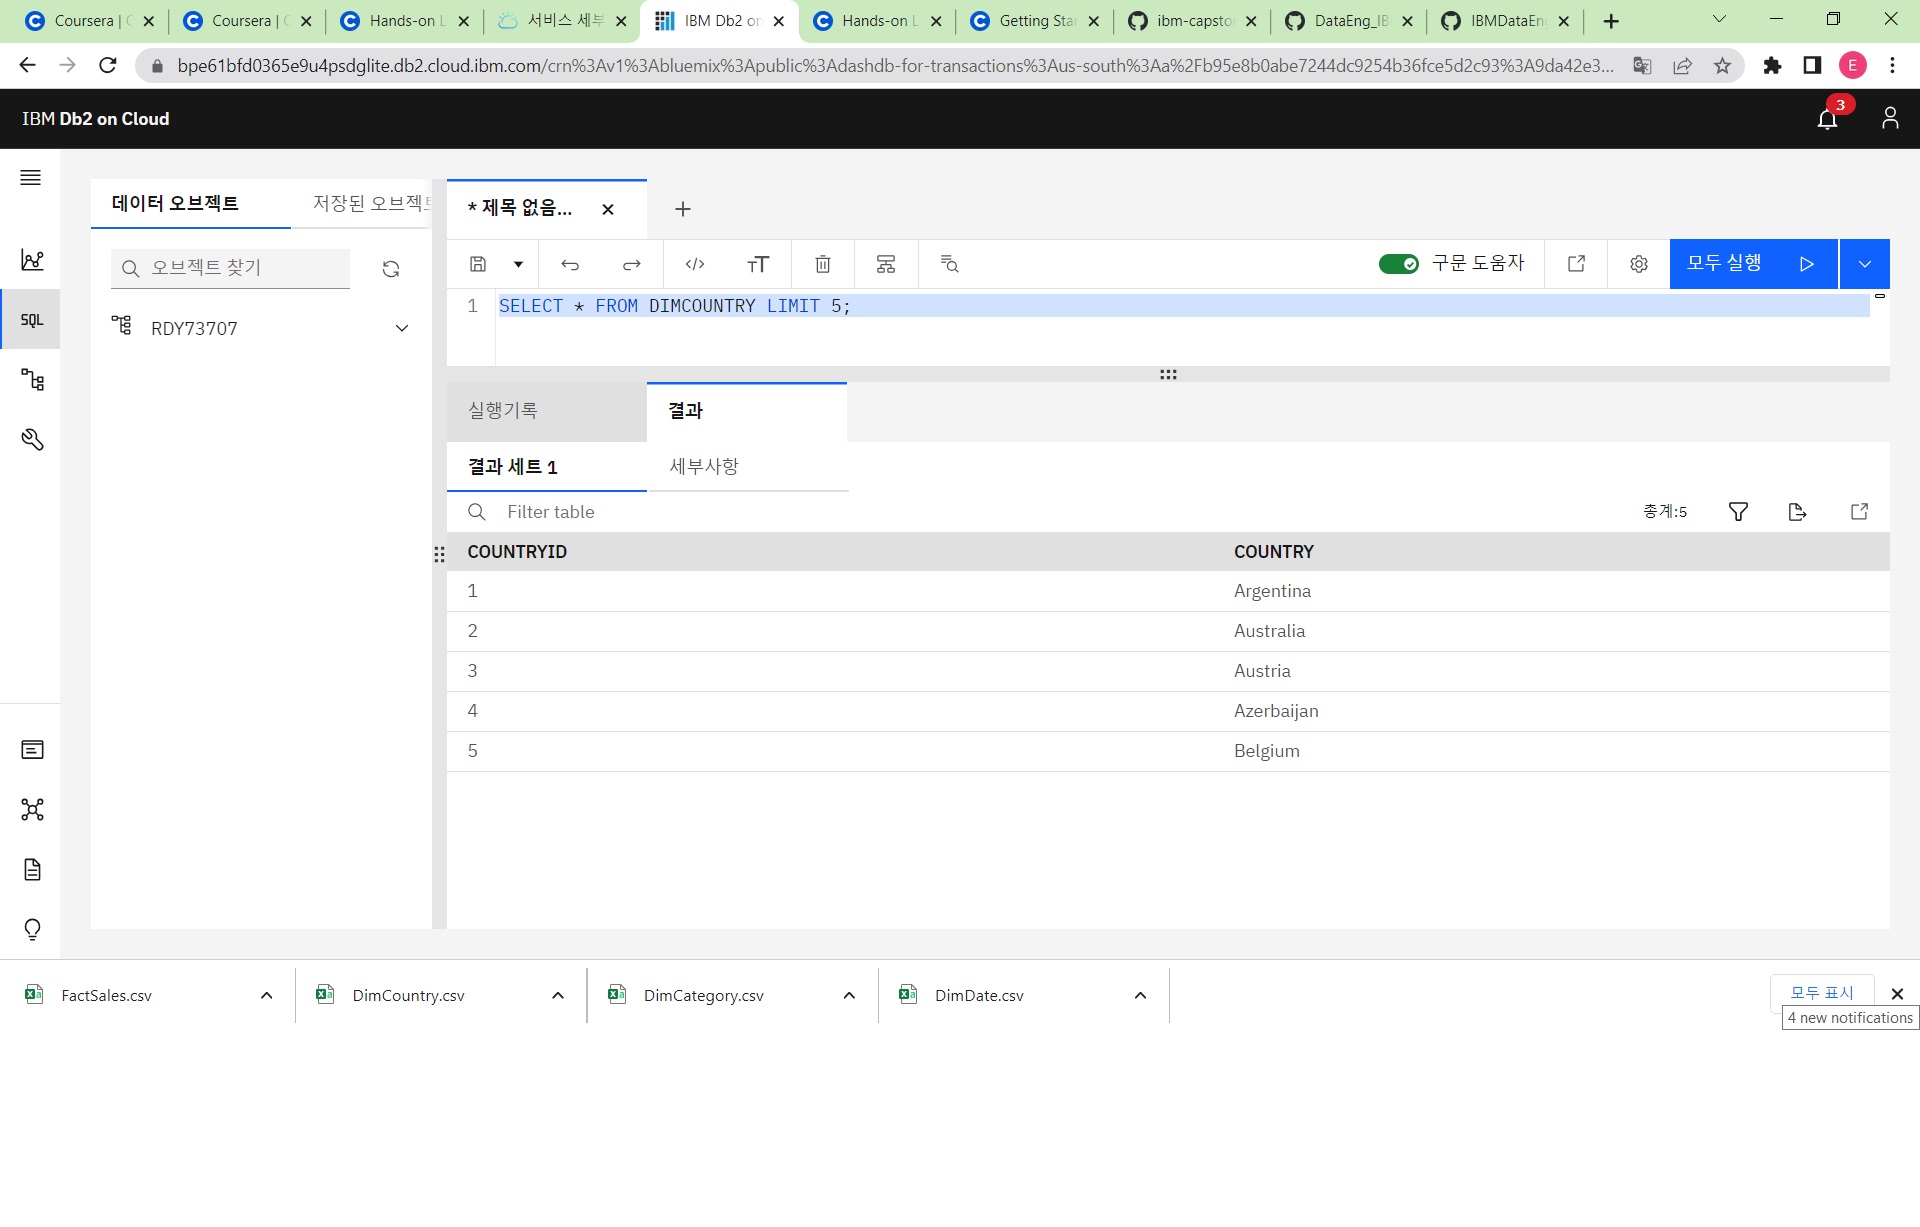 Coursera | C
Coursera | C
Hands-on L
서비스 세부
IBM Db2 on
Hands-on L
Getting Star
ibm-capston
DataEng_IB
IBMDataEn
bpe61bfd0365e9u4psdglite.db2.cloud.ibm.com/crn%3Av1%3Abluemix%3Apublic%3Adashdb-for-transactions%3Aus-south%3Aa%2Fb95e8b0abe7244dc9254b36fce5d2c93%3A9da42e3...
E
IBM Db2 on Cloud
3
데이터 오브젝트
저장된 오브젝트
* 제목 없음...
오브젝트 찾기
구문 도움자
모두 실행
SQL
RDY73707
1 SELECT * FROM DIMCOUNTRY LIMIT 5;
실행기록
결과
결과 세트 1
세부사항
Filter table
총계:5
COUNTRYID COUNTRY
1 Argentina
2 Australia
3 Austria
4 Azerbaijan
5 Belgium
FactSales.csv
DimCountry.csv
DimCategory.csv
DimDate.csv
모두 표시
4 new notifications